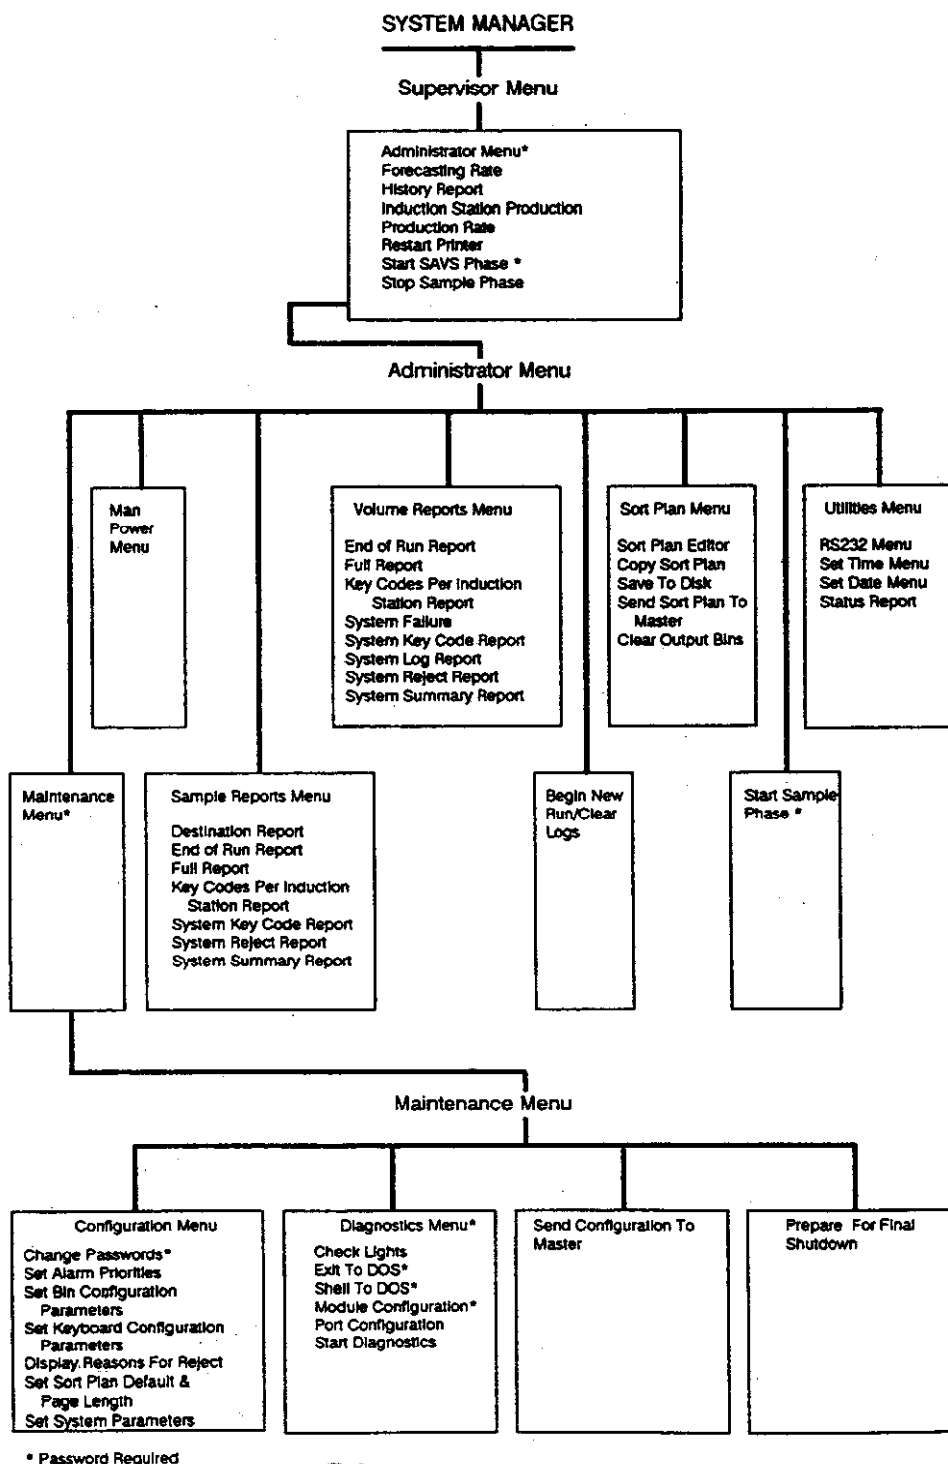 SYSTEM MANAGER
Supervisor Menu
Administrator Menu*
Forecasting Rate
History Report
Induction Station Production
Production Rate
Restart Printer
Start SAVS Phase *
Stop Sample Phase
Administrator Menu
Man
Power
Menu
Volume Reports Menu
End of Run Report
Full Report
Key Codes Per Induction
Station Report
System Failure
System Key Code Report
System Log Report
System Reject Report
System Summary Report
Sort Plan Menu
Sort Plan Editor
Copy Sort Plan
Save To Disk
Send Sort Plan To
Master
Clear Output Bins
Utilities Menu
RS232 Menu
Set Time Menu
Set Date Menu
Status Report
Maintenance
Menu*
Sample Reports Menu
Destination Report
End of Run Report
Full Report
Key Codes Per Induction
Station Report
System Key Code Report
System Reject Report
System Summary Report
Begin New
Run/Clear
Logs
Start Sample
Phase *
Maintenance Menu
Configuration Menu
Change Passwords*
Set Alarm Priorities
Set Bin Configuration
Parameters
Set Keyboard Configuration
Parameters
Display Reasons For Reject
Set Sort Plan Default &
Page Length
Set System Parameters
Diagnostics Menu*
Check Lights
Exit To DOS*
Shell To DOS*
Module Configuration*
Port Configuration
Start Diagnostics
Send Configuration To
Master
Prepare For Final
Shutdown
* Password Required